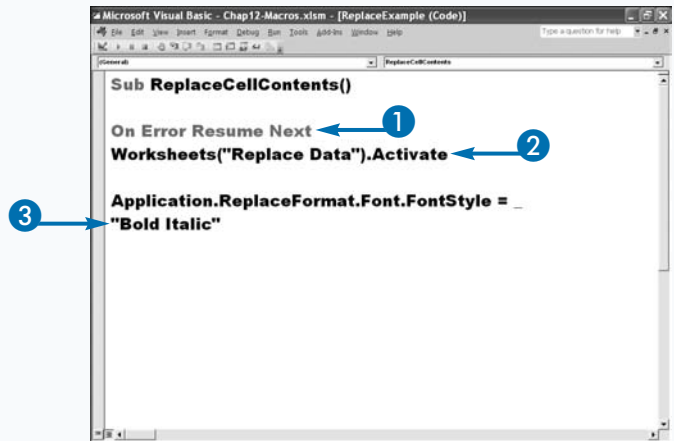 Microsoft Visual Basic - Chap12-Macros.xlsm - [ReplaceExample (Code)]
File Edit View Insert Format Debug Run Tools Add-Ins Window Help
Type a question for help
(General)
ReplaceCellContents
Sub ReplaceCellContents()
On Error Resume Next
1
Worksheets("Replace Data").Activate
2
Application.ReplaceFormat.Font.FontStyle = _
3
"Bold Italic"